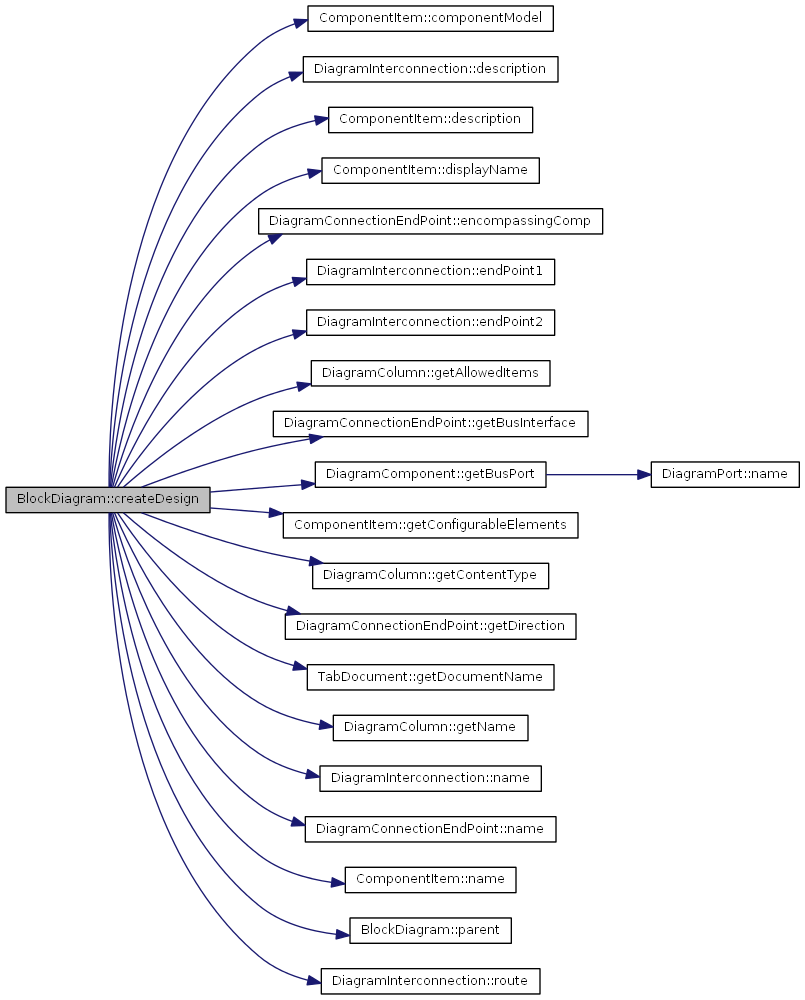 ComponentItem::componentModel
DiagramInterconnection::description
ComponentItem::description
ComponentItem::displayName
DiagramConnectionEndPoint::encompassingComp
DiagramInterconnection::endPoint1
DiagramInterconnection::endPoint2
DiagramColumn::getAllowedItems
DiagramConnectionEndPoint::getBusInterface
DiagramComponent::getBusPort
DiagramPort::name
BlockDiagram::createDesign
ComponentItem::getConfigurableElements
DiagramColumn::getContentType
DiagramConnectionEndPoint::getDirection
TabDocument::getDocumentName
DiagramColumn::getName
DiagramInterconnection::name
DiagramConnectionEndPoint::name
ComponentItem::name
BlockDiagram::parent
DiagramInterconnection::route